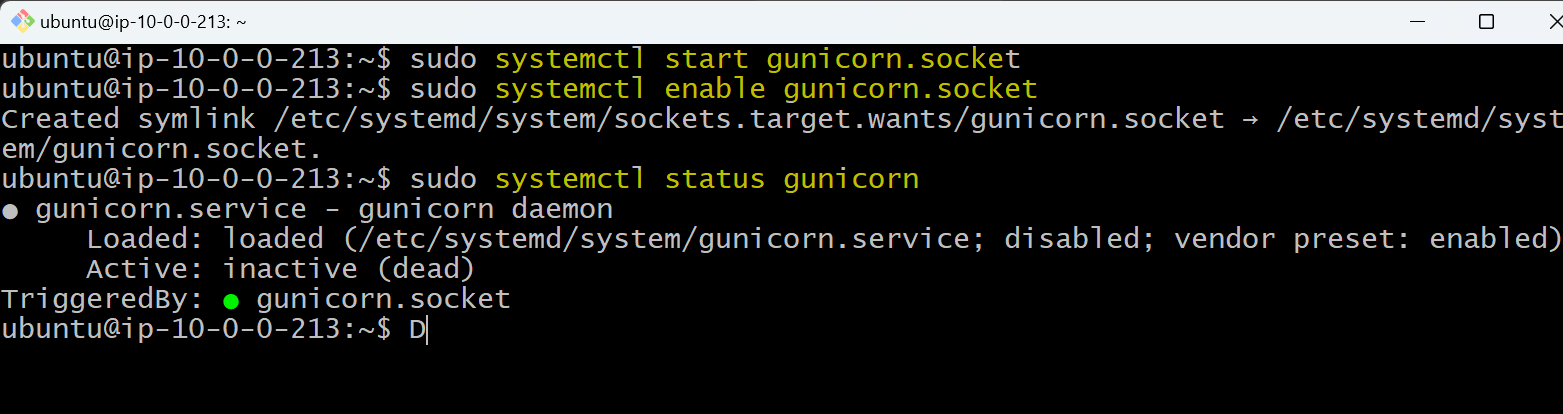 ubuntu@ip-10-0-0-213: ~
ubuntu@ip-10-0-0-213:~$ sudo systemctl start gunicorn.socket
ubuntu@ip-10-0-0-213:~$ sudo systemctl enable gunicorn.socket
Created symlink /etc/systemd/system/sockets.target.wants/gunicorn.socket → /etc/systemd/syst
em/gunicorn.socket.
ubuntu@ip-10-0-0-213:~$ sudo systemctl status gunicorn
● gunicorn.service - gunicorn daemon
     Loaded: loaded (/etc/systemd/system/gunicorn.service; disabled; vendor preset: enabled)
     Active: inactive (dead)
TriggeredBy: ● gunicorn.socket
ubuntu@ip-10-0-0-213:~$ D